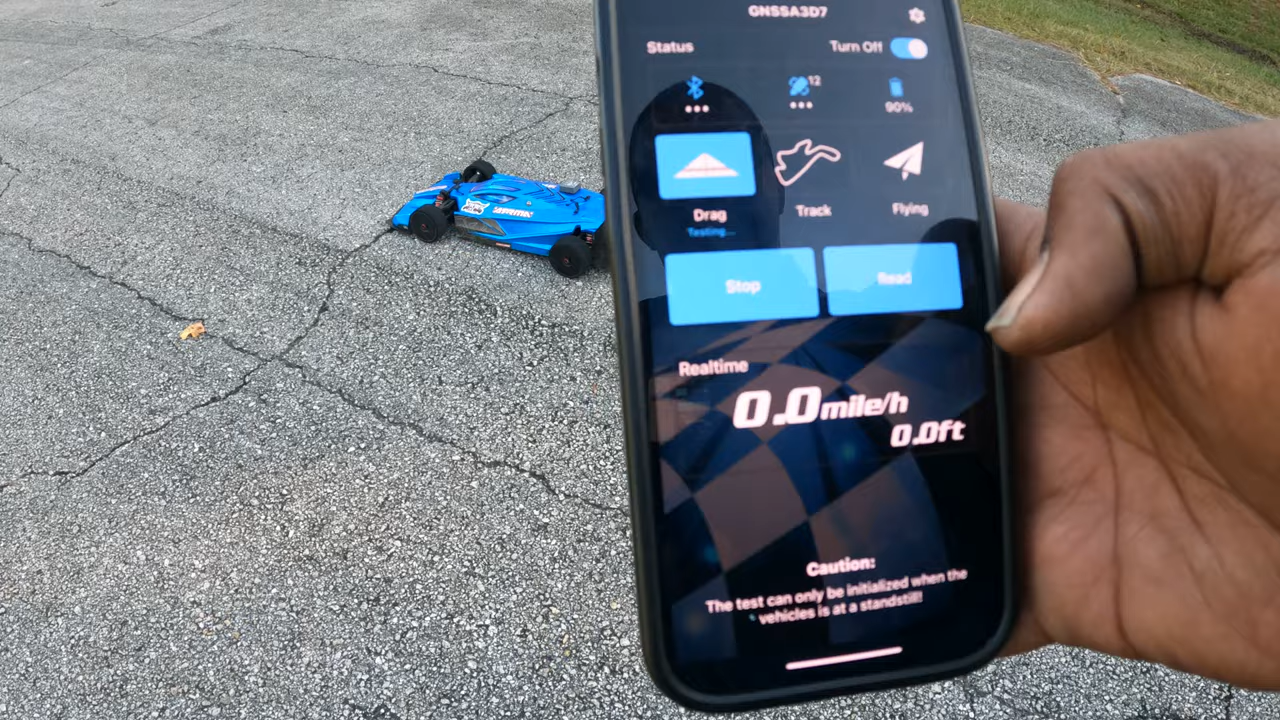 GNSSA3D7
Status
Turn Off
12
90%
Drag
Track
Flying
Testing...
Stop
Read
Realtime
0.0mile/h
0.0ft
Caution:
The test can only be initialized when the
vehicles is at a standstill!